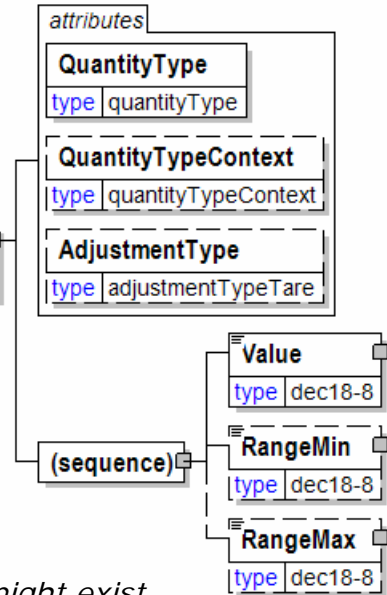 attributes
QuantityType
type quantityType
QuantityTypeContext
type quantityTypeContext
AdjustmentType
type adjustmentTypeTare
Value
type dec18-8
(sequence)
RangeMin
type dec18-8
RangeMax
type dec18-8
might exist